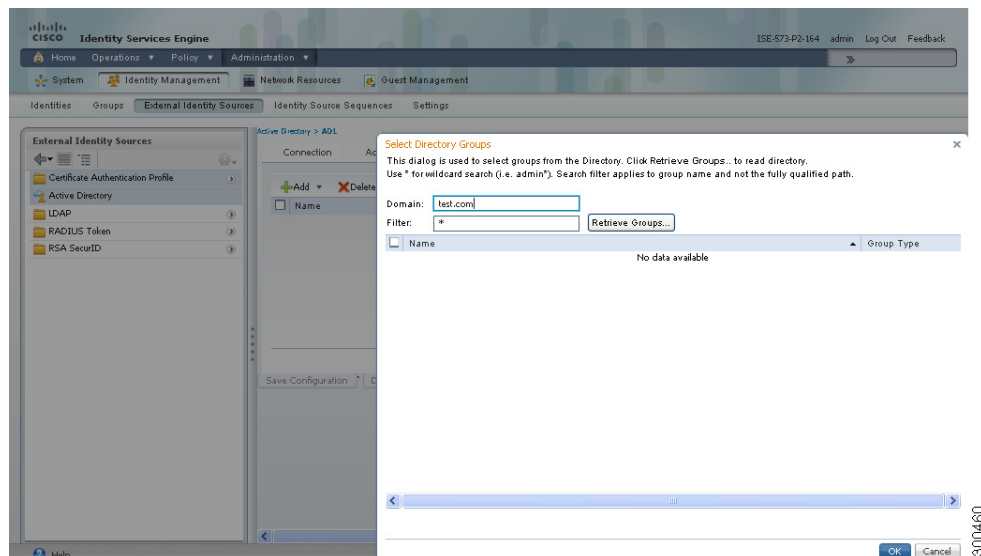 CISCO Identity Services Engine
ISE-573-P2-164 admin Log Out Feedback
Home Operations Policy Administration
System Identity Management Network Resources Guest Management
Identities Groups External Identity Sources Identity Source Sequences Settings
External Identity Sources
Certificate Authentication Profile
Active Directory
LDAP
RADIUS Token
RSA SecurID
Active Directory > AD1
Connection Ac
Add Delete
Name
Save Configuration D
Select Directory Groups
This dialog is used to select groups from the Directory. Click Retrieve Groups.. to read directory.
Use * for wildcard search (i.e. admin*). Search filter applies to group name and not the fully qualified path.
Domain: test.com
Filter: * Retrieve Groups...
Name Group Type
No data available
OK Cancel
Help
300460